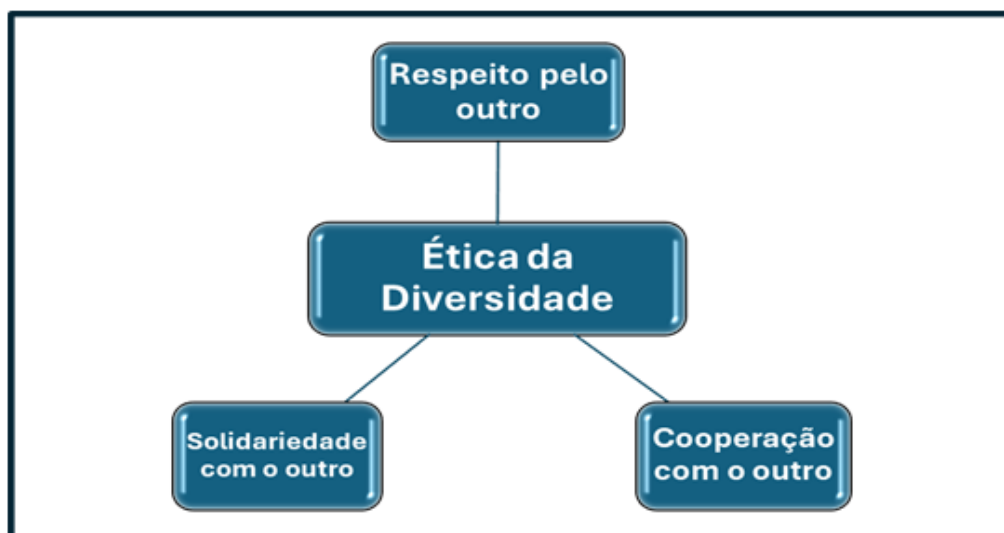 Respeito pelo
outro
Ética da
Diversidade
Solidariedade
com o outro
Cooperação
com o outro